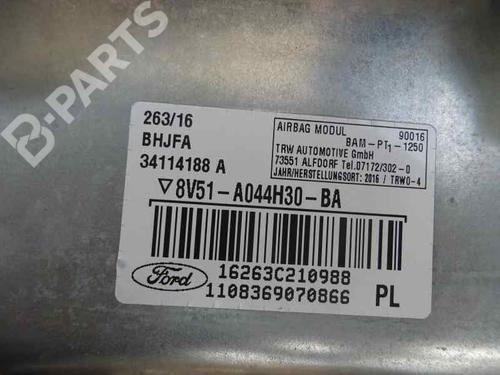 B-PARTS
263/16
BHJFA
34114188 A
AIRBAG MODUL 90016
BAM-PT1-1250
TRW AUTOMOTIVE GmbH
73551 ALFDORF Tel.07172/302-0
JAHR/HERSTELLUNGSORT: 2016 / TRWO-4
▽8V51-A044H30-BA
Ford
16263C210988
1108369070866
PL